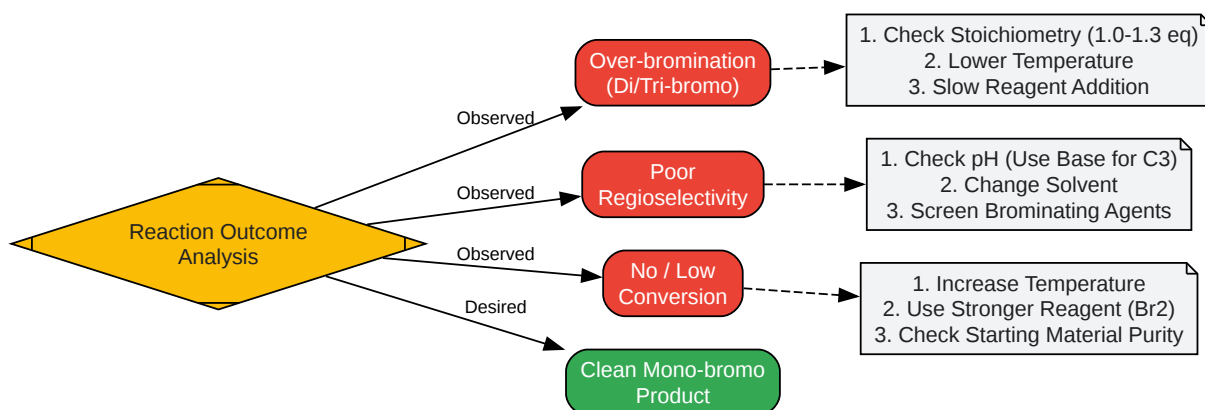 Reaction Outcome
Analysis
Observed
Observed
Observed
Desired
Over-bromination
(Di/Tri-bromo)
1. Check Stoichiometry (1.0-1.3 eq)
2. Lower Temperature
3. Slow Reagent Addition
Poor
Regioselectivity
1. Check pH (Use Base for C3)
2. Change Solvent
3. Screen Brominating Agents
No / Low
Conversion
1. Increase Temperature
2. Use Stronger Reagent (Br2)
3. Check Starting Material Purity
Clean Mono-bromo
Product